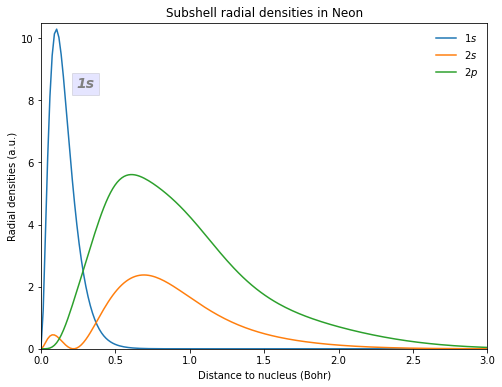 Subshell radial densities in Neon
10
8
6
4
2
0
Radial densities (a.u.)
1s
1s
2s
2p
0.0 0.5 1.0 1.5 2.0 2.5 3.0
Distance to nucleus (Bohr)